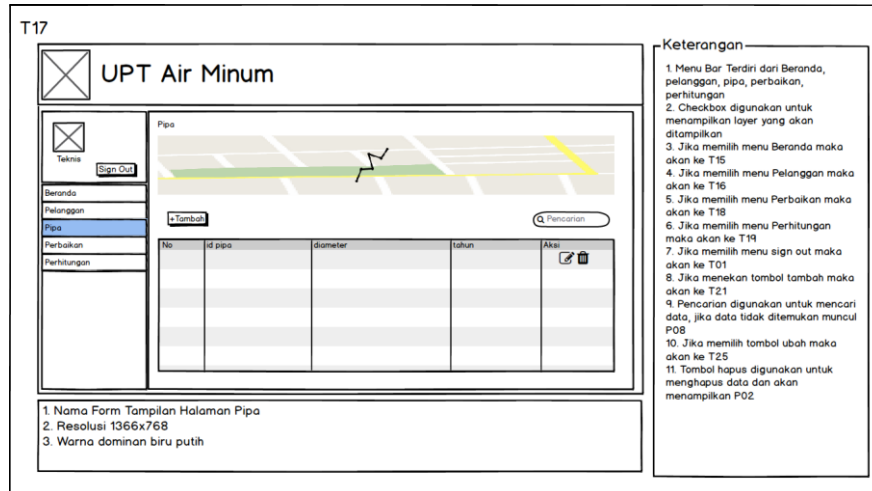 T17
UPT Air Minum
Teknis
Sign Out
Beranda
Pelanggan
Pipa
Perbaikan
Perhitungan
Pipa
+Tambah
Pencarian
No id pipa diameter tahun Aksi
1. Nama Form Tampilan Halaman Pipa
2. Resolusi 1366x768
3. Warna dominan biru putih
Keterangan
1. Menu Bar Terdiri dari Beranda,
pelanggan, pipa, perbaikan,
perhitungan
2. Checkbox digunakan untuk
menampilkan layer yang akan
ditampilkan
3. Jika memilih menu Beranda maka
akan ke T15
4. Jika memilih menu Pelanggan maka
akan ke T16
5. Jika memilih menu Perbaikan maka
akan ke T18
6. Jika memilih menu Perhitungan
maka akan ke T19
7. Jika memilih menu sign out maka
akan ke T01
8. Jika menekan tombol tambah maka
akan ke T21
9. Pencarian digunakan untuk mencari
data, jika data tidak ditemukan muncul
P08
10. Jika memilih tombol ubah maka
akan ke T25
11. Tombol hapus digunakan untuk
menghapus data dan akan
menampilkan P02